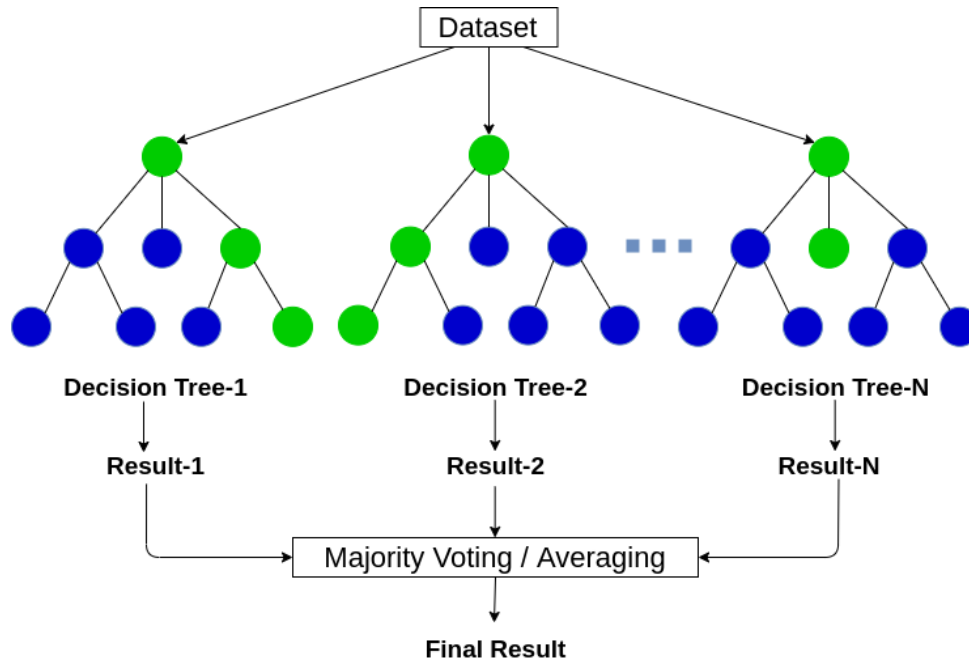 Dataset
Decision Tree-1
Decision Tree-2
Decision Tree-N
Result-1
Result-2
Result-N
Majority Voting / Averaging
Final Result